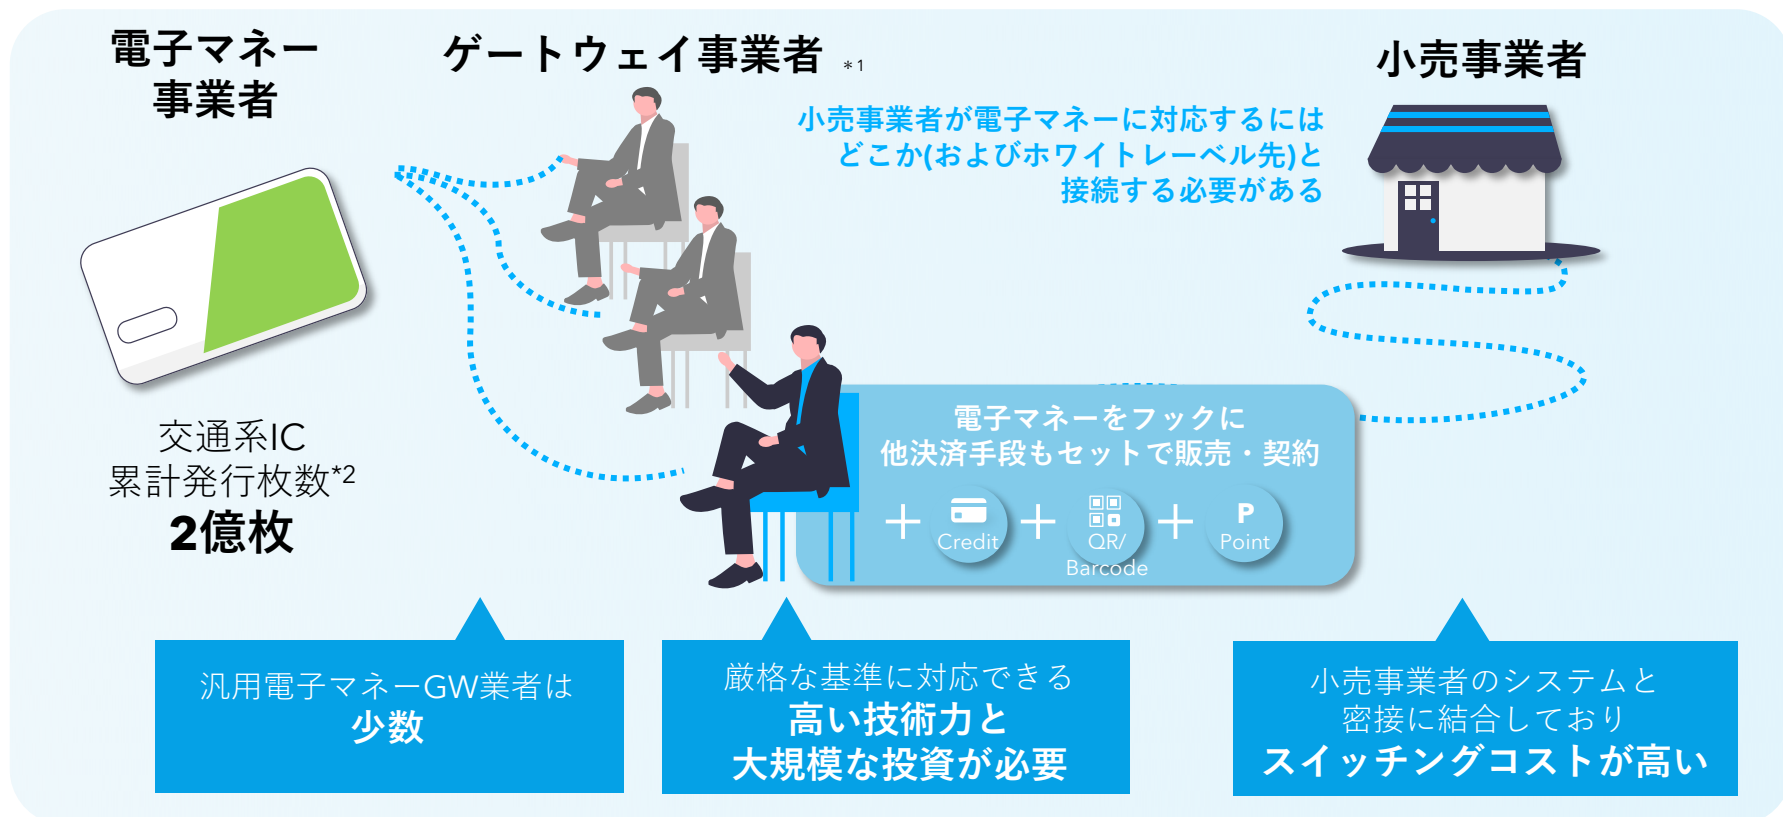 電子マネー
事業者
ゲートウェイ事業者 *1
小売事業者
小売事業者が電子マネーに対応するには
どこか(およびホワイトレーベル先)と
接続する必要がある
交通系IC
累計発行枚数*2
2億枚
電子マネーをフックに
他決済手段もセットで販売・契約
+ Credit + QR/
Barcode + P
Point
汎用電子マネーGW業者は
少数
厳格な基準に対応できる
高い技術力と
大規模な投資が必要
小売事業者のシステムと
密接に結合しており
スイッチングコストが高い